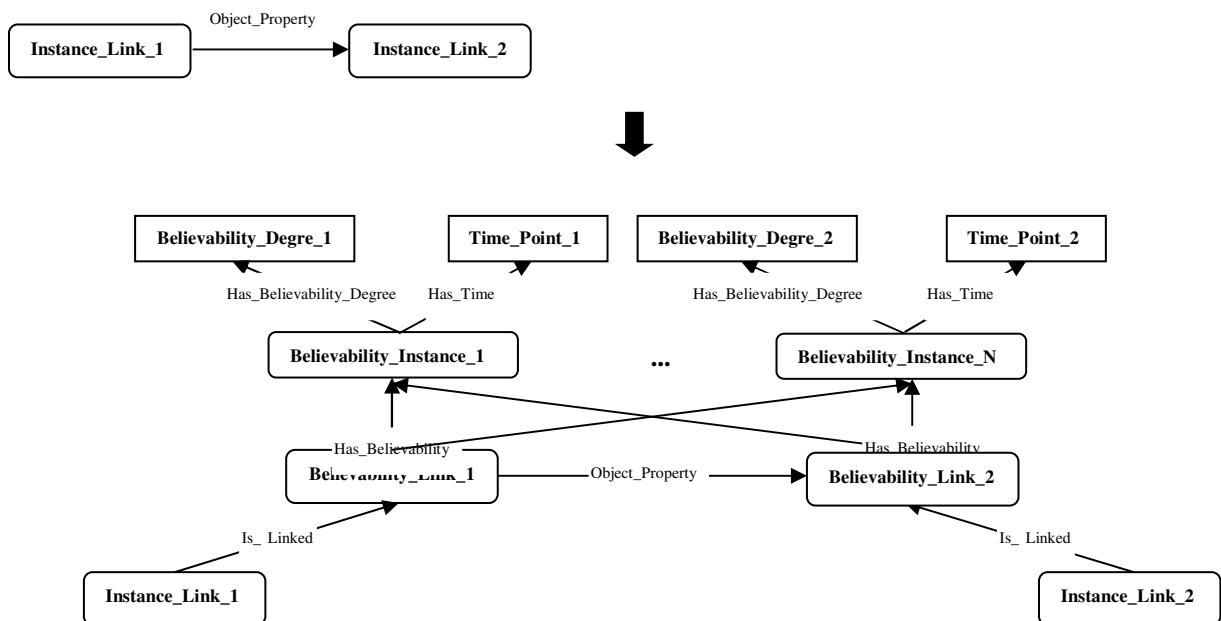 Object_Property
Instance_Link_1
Instance_Link_2
Believability_Degre_1
Time_Point_1
Believability_Degre_2
Time_Point_2
Has_Believability_Degree
Has_Time
Has_Believability_Degree
Has_Time
Believability_Instance_1
...
Believability_Instance_N
Has_Believability
Has_Believability
Believability_Link_1
Object_Property
Believability_Link_2
Is_ Linked
Is_ Linked
Instance_Link_1
Instance_Link_2